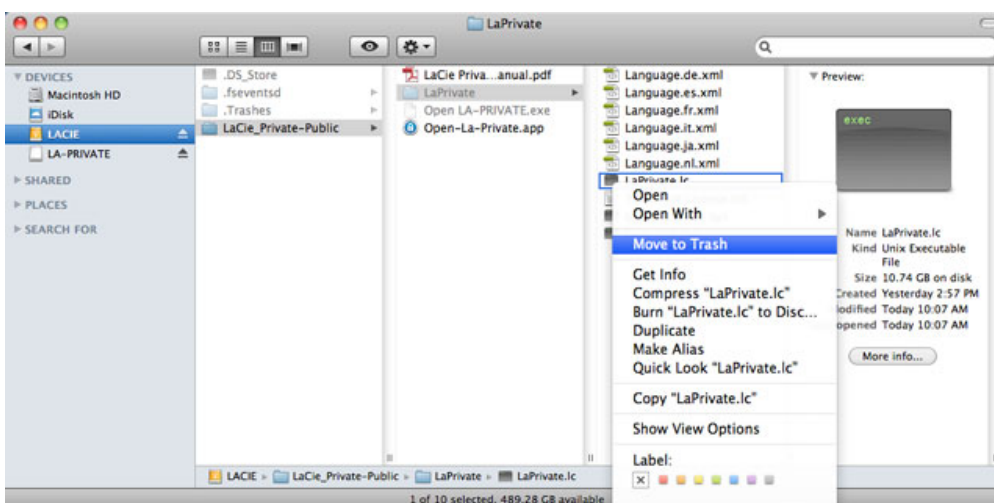 LaPrivate
DEVICES
Macintosh HD
iDisk
LACIE
LA-PRIVATE
SHARED
PLACES
SEARCH FOR
.DS_Store
.fseventsd
.Trashes
LaCie_Private-Public
LaCie Priva...anual.pdf
LaPrivate
Open LA-PRIVATE.exe
Open-La-Private.app
Language.de.xml
Language.es.xml
Language.fr.xml
Language.it.xml
Language.ja.xml
Language.nl.xml
LaPrivate.lc
Open
Open With
Move to Trash
Get Info
Compress "LaPrivate.lc"
Burn "LaPrivate.lc" to Disc...
Duplicate
Make Alias
Quick Look "LaPrivate.lc"
Copy "LaPrivate.lc"
Show View Options
Label:
Preview:
exec
Name LaPrivate.lc
Kind Unix Executable
File
Size 10.74 GB on disk
Created Yesterday 2:57 PM
odified Today 10:07 AM
opened Today 10:07 AM
More info...
LACIE LaCie_Private-Public LaPrivate LaPrivate.lc
1 of 10 selected, 489.28 GB available